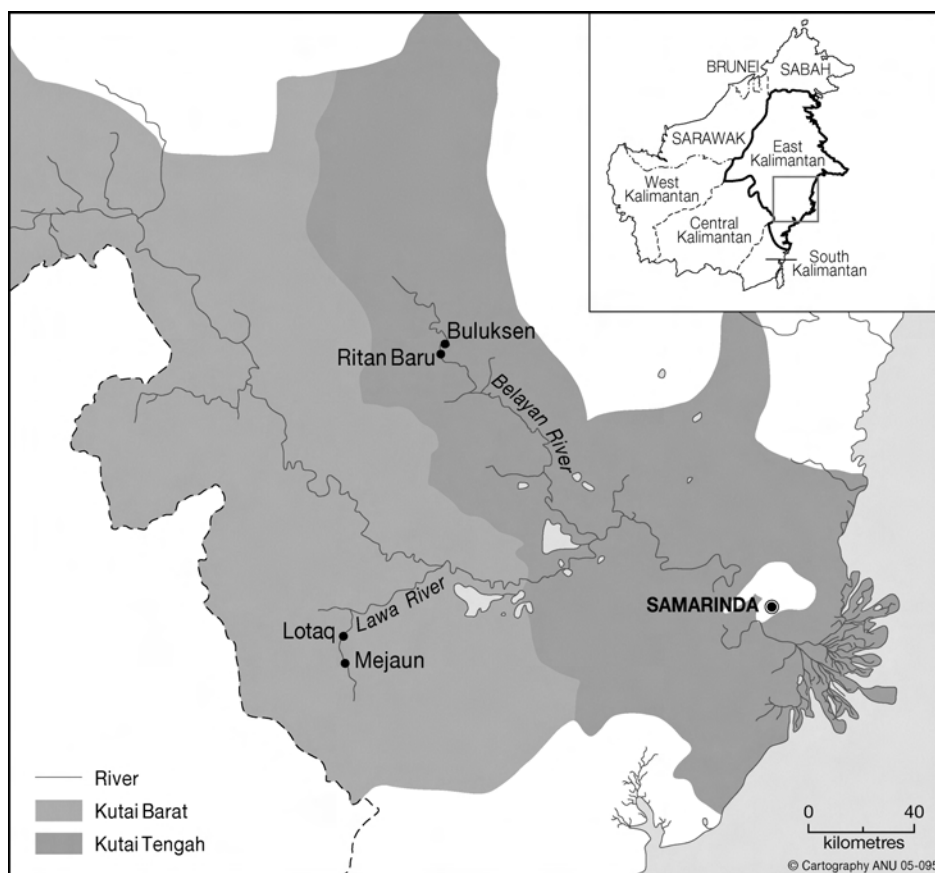 BRUNEI
SABAH
SARAWAK
East
Kalimantan
West
Kalimantan
Central
Kalimantan
South
Kalimantan
Buluksen
Ritan Baru
Belayan River
SAMARINDA
Lawa River
Lotaq
Mejaun
River
Kutai Barat
Kutai Tengah
0 40
kilometres
© Cartography ANU 05-095